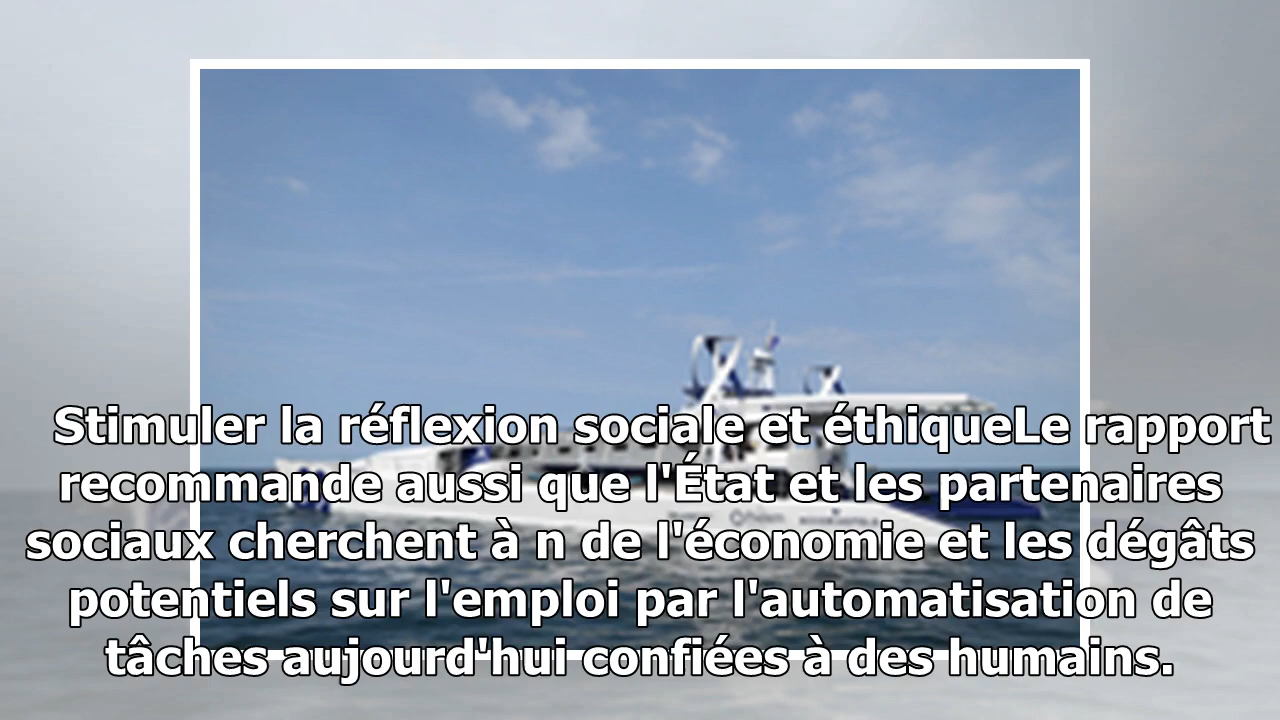 Stimuler la réflexion sociale et éthiqueLe rapport
recommande aussi que l'État et les partenaires
sociaux cherchent à n de l'économie et les dégâts
potentiels sur l'emploi par l'automatisation de
tâches aujourd'hui confiées à des humains.